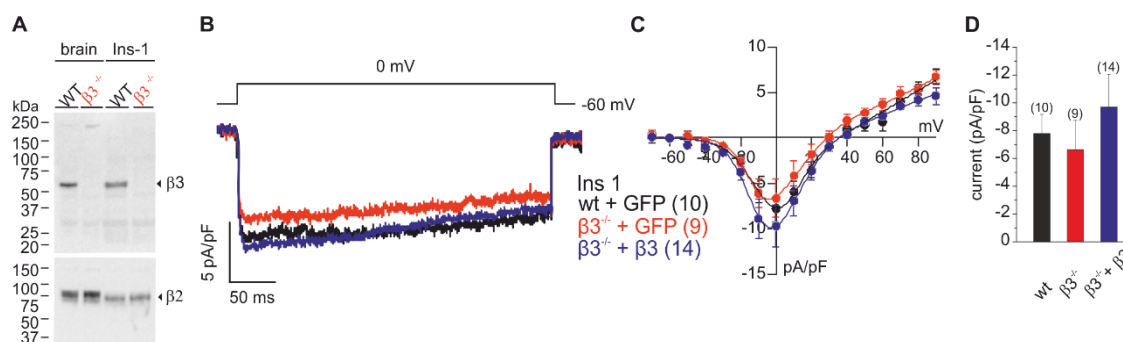 A
brain Ins-1
WT β3-/- WT β3-/-
kDa
250
150
100
75
50
37
25
20
β3
150
100
75
50
37
β2
B
0 mV
-60 mV
5 pA/pF
50 ms
Ins 1
wt + GFP (10)
β3-/- + GFP (9)
β3-/- + β3 (14)
C
10
5
-5
-10
-15
-60 -40 -20 20 40 60 80
mV
pA/pF
D
current (pA/pF)
-14
-12
-10
-8
-6
-4
-2
0
(10) (9) (14)
wt β3-/- β3-/- + β3